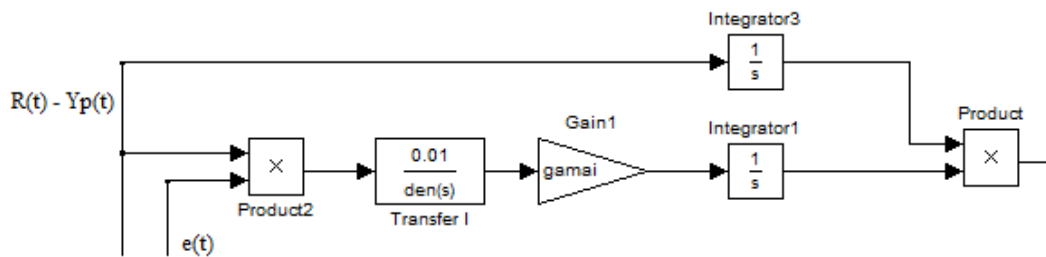 Integrator3
1
s
R(t) - Yp(t)
Gain1
Integrator1
Product
×
0.01
den(s)
gamai
1
s
×
Product2
Transfer I
e(t)